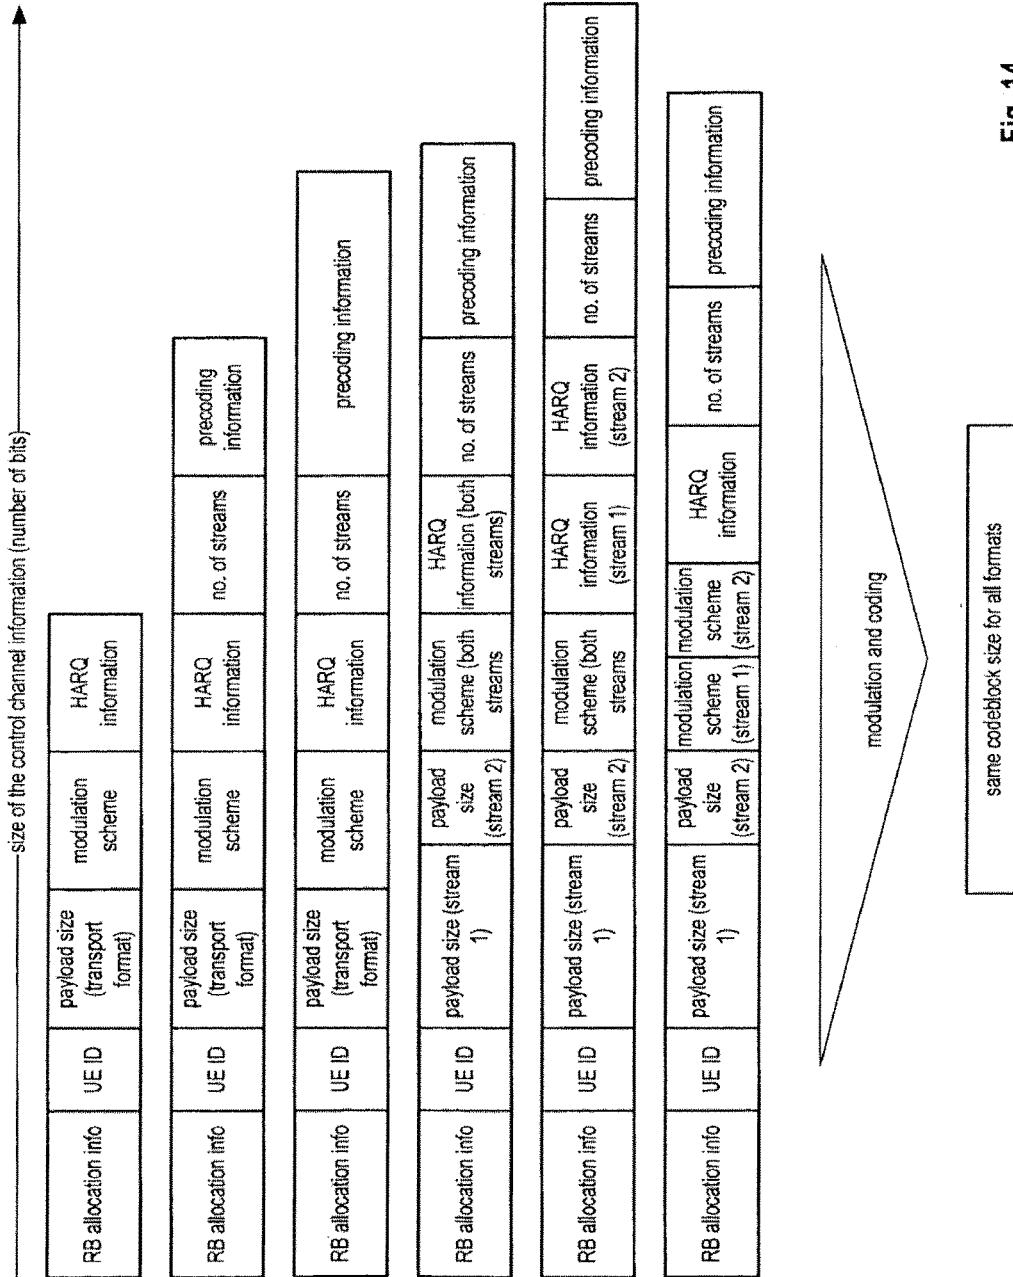 size of the control channel information (number of bits)
RB allocation info
UE ID
payload size
(transport
format)
modulation
scheme
HARQ
information
RB allocation info
UE ID
payload size
(transport
format)
modulation
scheme
HARQ
information
no. of streams
precoding
information
RB allocation info
UE ID
payload size
(transport
format)
modulation
scheme
HARQ
information
no. of streams
precoding information
RB allocation info
UE ID
payload size (stream
1)
payload
size
(stream 2)
modulation
scheme (both
streams
HARQ
information (both
streams)
no. of streams
precoding information
RB allocation info
UE ID
payload size (stream
1)
payload
size
(stream 2)
modulation
scheme (both
streams
HARQ
information
(stream 1)
HARQ
information
(stream 2)
no. of streams
precoding information
RB allocation info
UE ID
payload size (stream
1)
payload
size
(stream 2)
modulation
scheme
(stream 1)
modulation
scheme
(stream 2)
HARQ
information
no. of streams
precoding information
modulation and coding
same codeblock size for all formats
Fig. 14